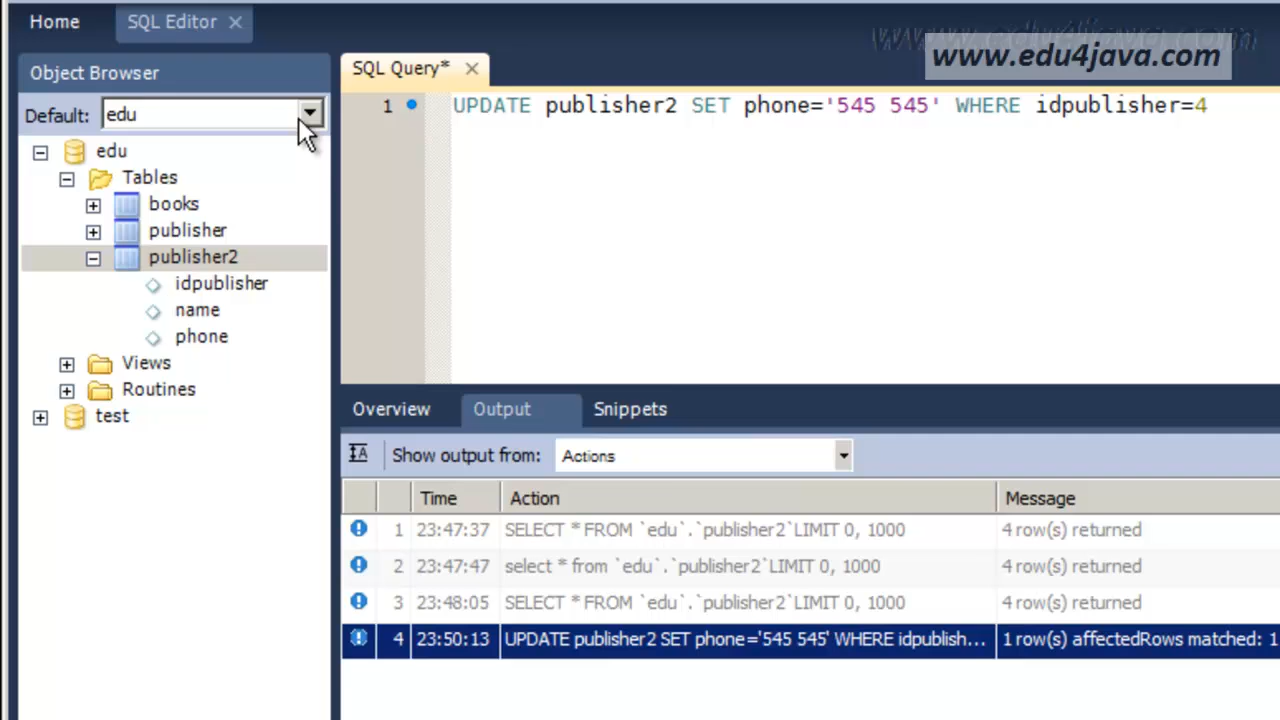 Home
SQL Editor
www.edu4java.com
www.edu4java.com
Object Browser
SQL Query*
Default: edu
1 UPDATE publisher2 SET phone='545 545' WHERE idpublisher=4
edu
Tables
books
publisher
publisher2
idpublisher
name
phone
Views
Routines
test
Overview
Output
Snippets
Show output from: Actions
Time Action Message
1 23:47:37 SELECT * FROM `edu`.`publisher2`LIMIT 0, 1000 4 row(s) returned
2 23:47:47 select * from `edu`.`publisher2`LIMIT 0, 1000 4 row(s) returned
3 23:48:05 SELECT * FROM `edu`.`publisher2`LIMIT 0, 1000 4 row(s) returned
4 23:50:13 UPDATE publisher2 SET phone='545 545' WHERE idpublish... 1 row(s) affectedRows matched: 1